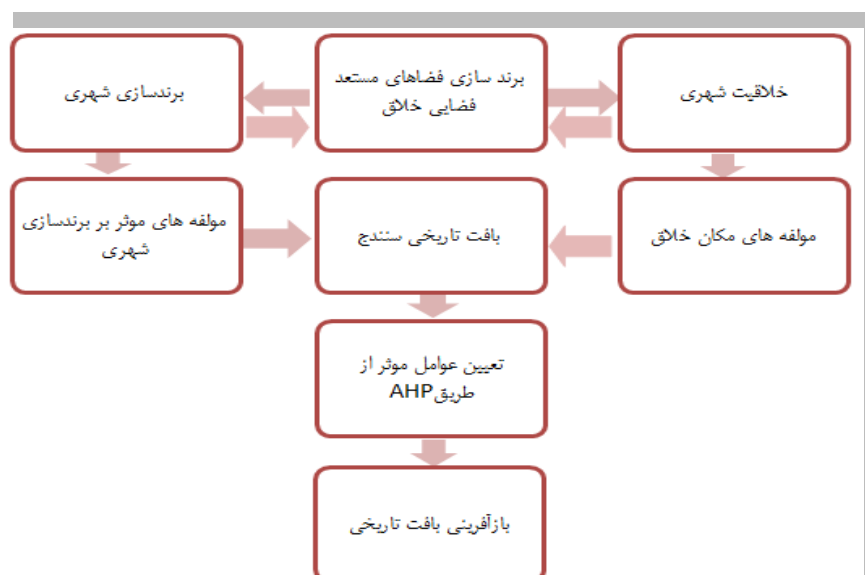 خلاقیت شهری
برند سازی فضاهای مستعد
فضایی خلاق
برندسازی شهری
مولفه های مکان خلاق
بافت تاریخی سنندج
مولفه های موثر بر برندسازی
شهری
تعیین عوامل موثر از
طریقAHP
بازآفرینی بافت تاریخی